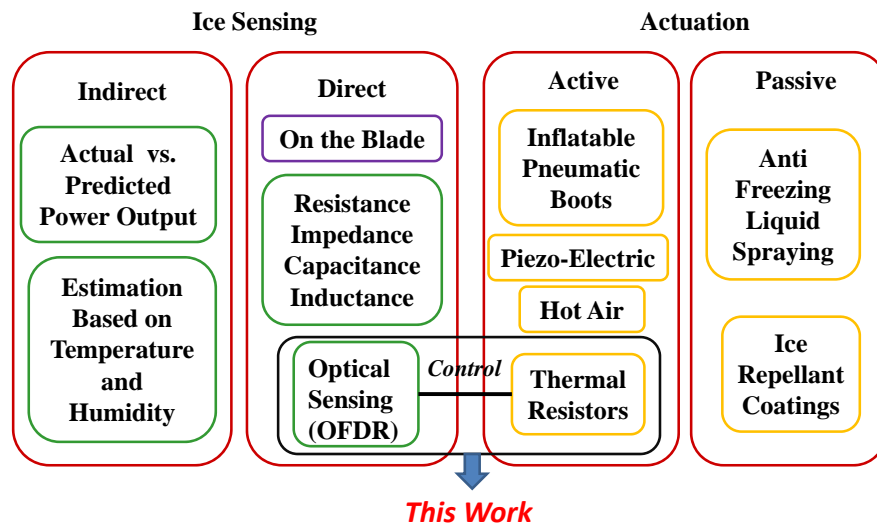 Ice Sensing
Actuation
Indirect
Actual vs.
Predicted
Power Output
Estimation
Based on
Temperature
and
Humidity
Direct
On the Blade
Resistance
Impedance
Capacitance
Inductance
Optical
Sensing
(OFDR)
Control
Active
Inflatable
Pneumatic
Boots
Piezo-Electric
Hot Air
Thermal
Resistors
Passive
Anti
Freezing
Liquid
Spraying
Ice
Repellant
Coatings
This Work